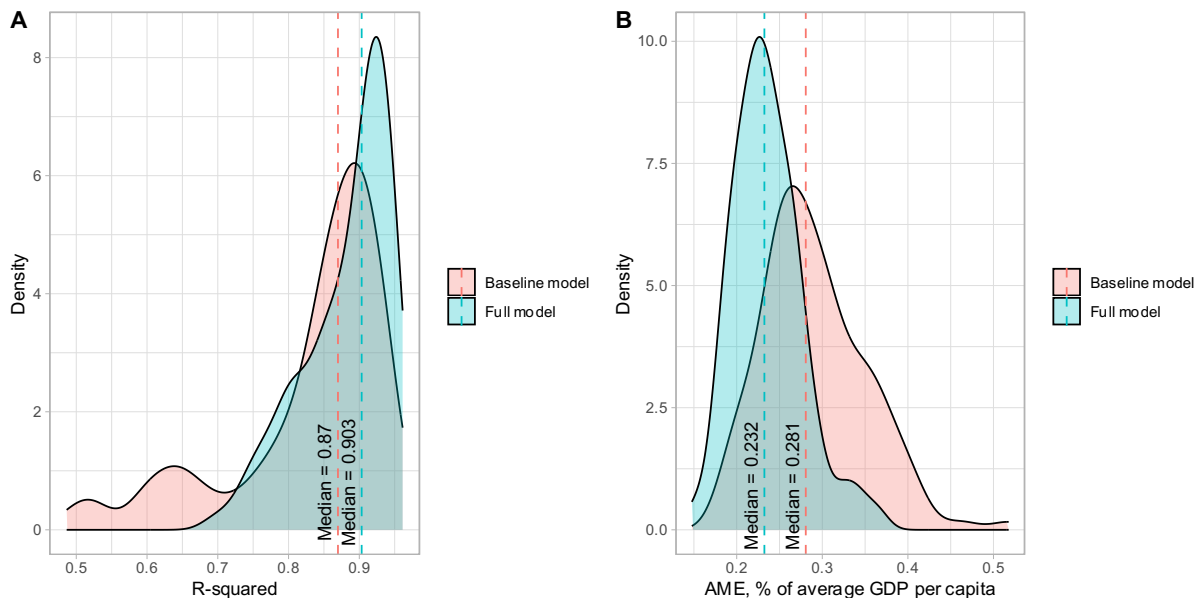 A
8
6
4
2
0
Density
0.5 0.6 0.7 0.8 0.9
R-squared
Median = 0.87
Median = 0.903
Baseline model
Full model
B
10.0
7.5
5.0
2.5
0.0
Density
0.2 0.3 0.4 0.5
AME, % of average GDP per capita
Median = 0.232
Median = 0.281
Baseline model
Full model